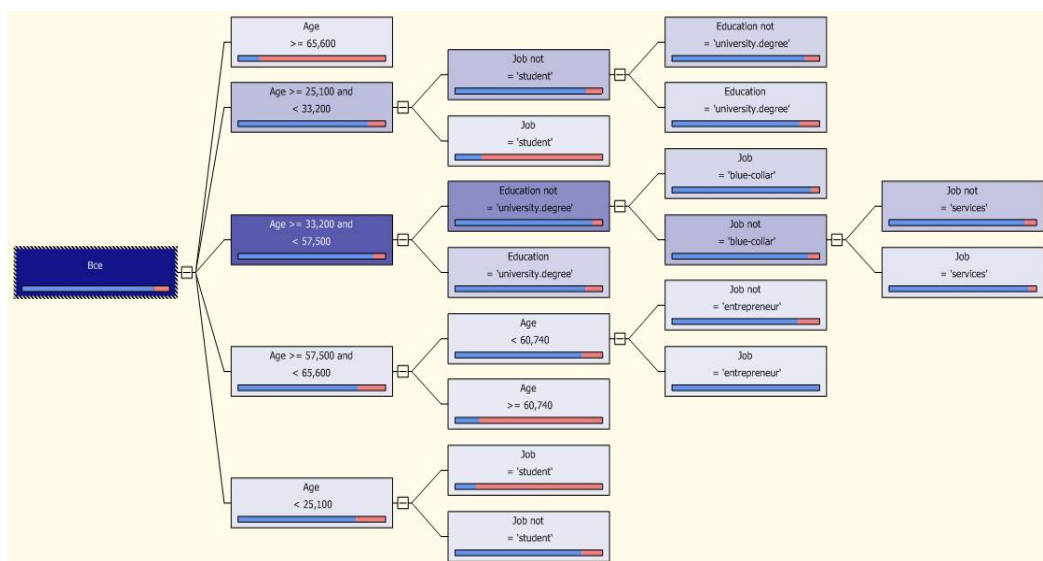 Все
Age
>= 65,600
Age >= 25,100 and
< 33,200
Age >= 33,200 and
< 57,500
Age >= 57,500 and
< 65,600
Age
< 25,100
Job not
= 'student'
Job
= 'student'
Education not
= 'university.degree'
Education
= 'university.degree'
Age
< 60,740
Age
>= 60,740
Job
= 'student'
Job not
= 'student'
Education not
= 'university.degree'
Education
= 'university.degree'
Job
= 'blue-collar'
Job not
= 'blue-collar'
Job not
= 'entrepreneur'
Job
= 'entrepreneur'
Job not
= 'services'
Job
= 'services'